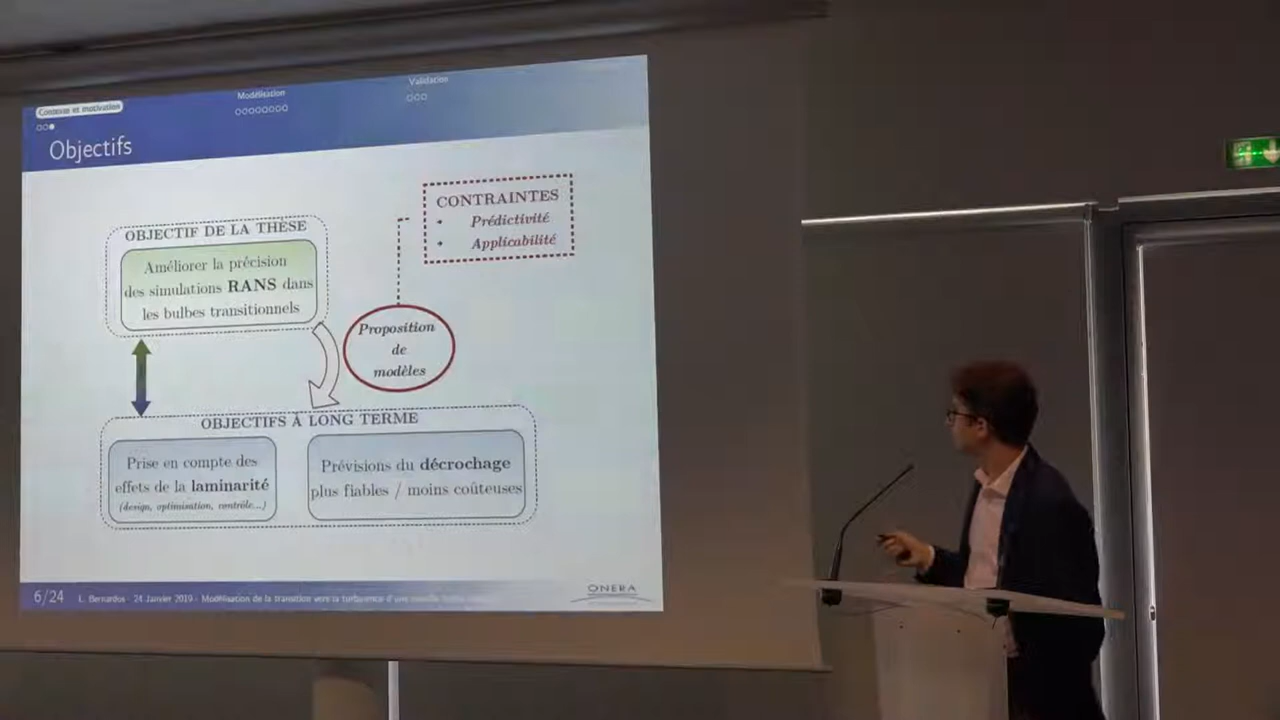 Contexte et motivation
Modélisation
Validation
Objectifs
CONTRAINTES
• Prédictivité
• Applicabilité
OBJECTIF DE LA THÈSE
Améliorer la précision
des simulations RANS dans
les bulbes transitionnels
Proposition
de
modèles
OBJECTIFS À LONG TERME
Prise en compte des
effets de la laminarité
(design, optimisation, contrôle...)
Prévisions du décrochage
plus fiables / moins coûteuses
6/24 L. Bernardos - 24 Janvier 2019 - Modélisation de la transition vers la turbulence d'une
ONERA